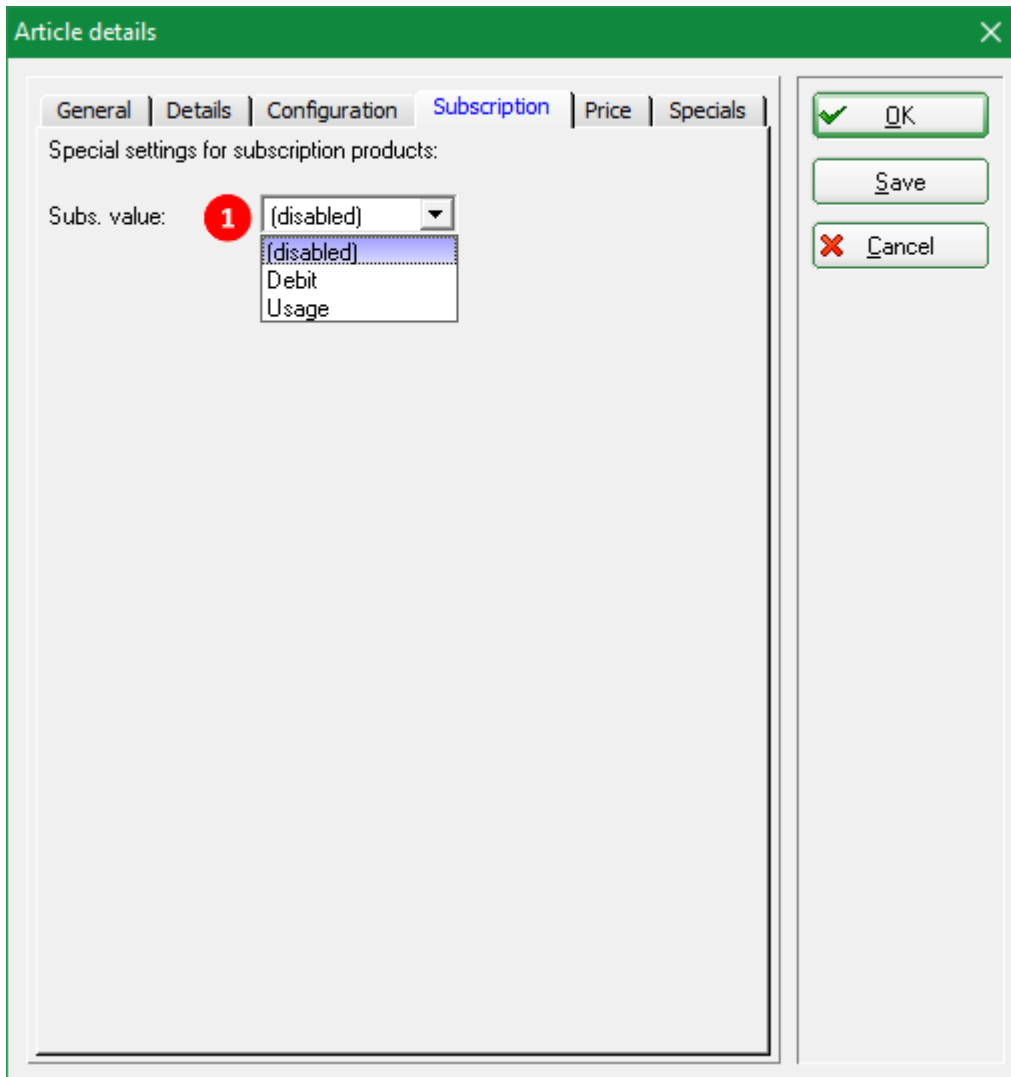 Article details
General Details Configuration Subscription Price Specials
Special settings for subscription products:
Subs. value: 1 (disabled)
(disabled)
Debit
Usage
OK
Save
Cancel